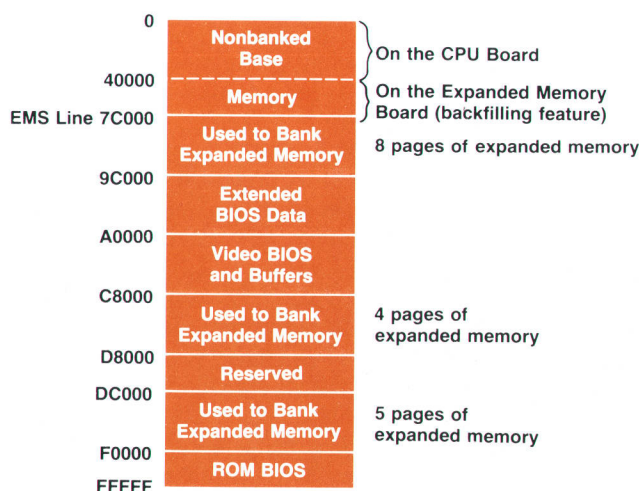 0
Nonbanked
Base
On the CPU Board
40000
Memory
On the Expanded Memory
Board (backfilling feature)
EMS Line 7C000
Used to Bank
Expanded Memory
8 pages of expanded memory
9C000
Extended
BIOS Data
A0000
Video BIOS
and Buffers
C8000
Used to Bank
Expanded Memory
4 pages of
expanded memory
D8000
Reserved
DC000
Used to Bank
Expanded Memory
5 pages of
expanded memory
F0000
ROM BIOS
FFFFF